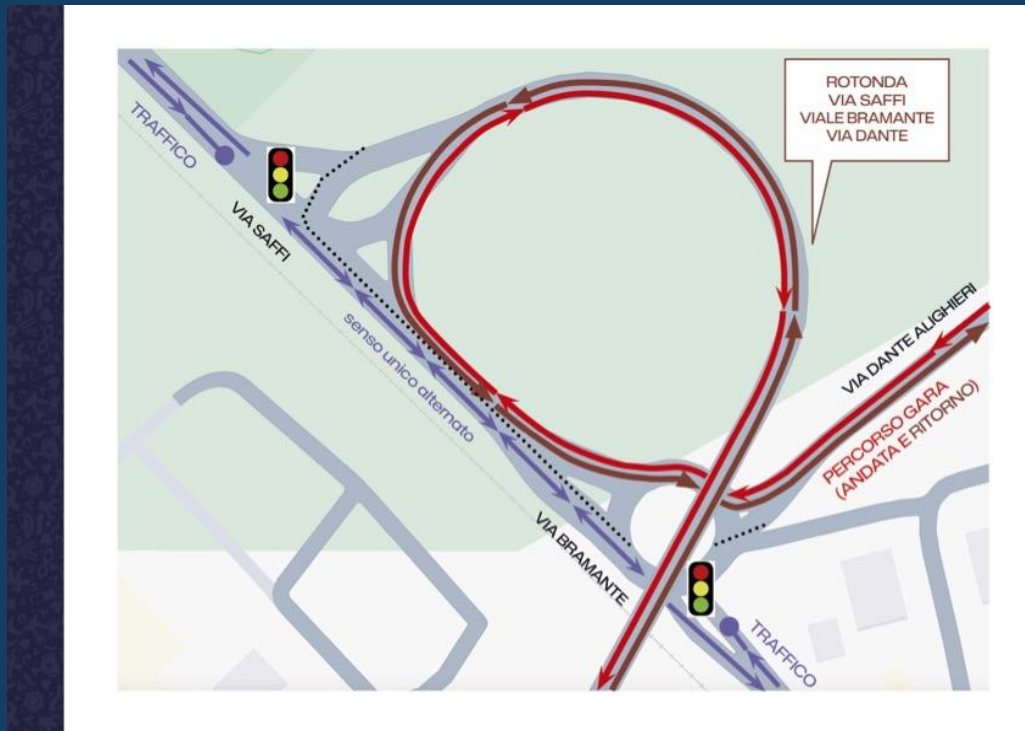 ROTONDA
VIA SAFFI
VIALE BRAMANTE
VIA DANTE
TRAFFICO
VIA SAFFI
senso unico alternato
VIA DANTE ALIGHIERI
PERCORSO GARA
(ANDATA E RITORNO)
VIA BRAMANTE
TRAFFICO